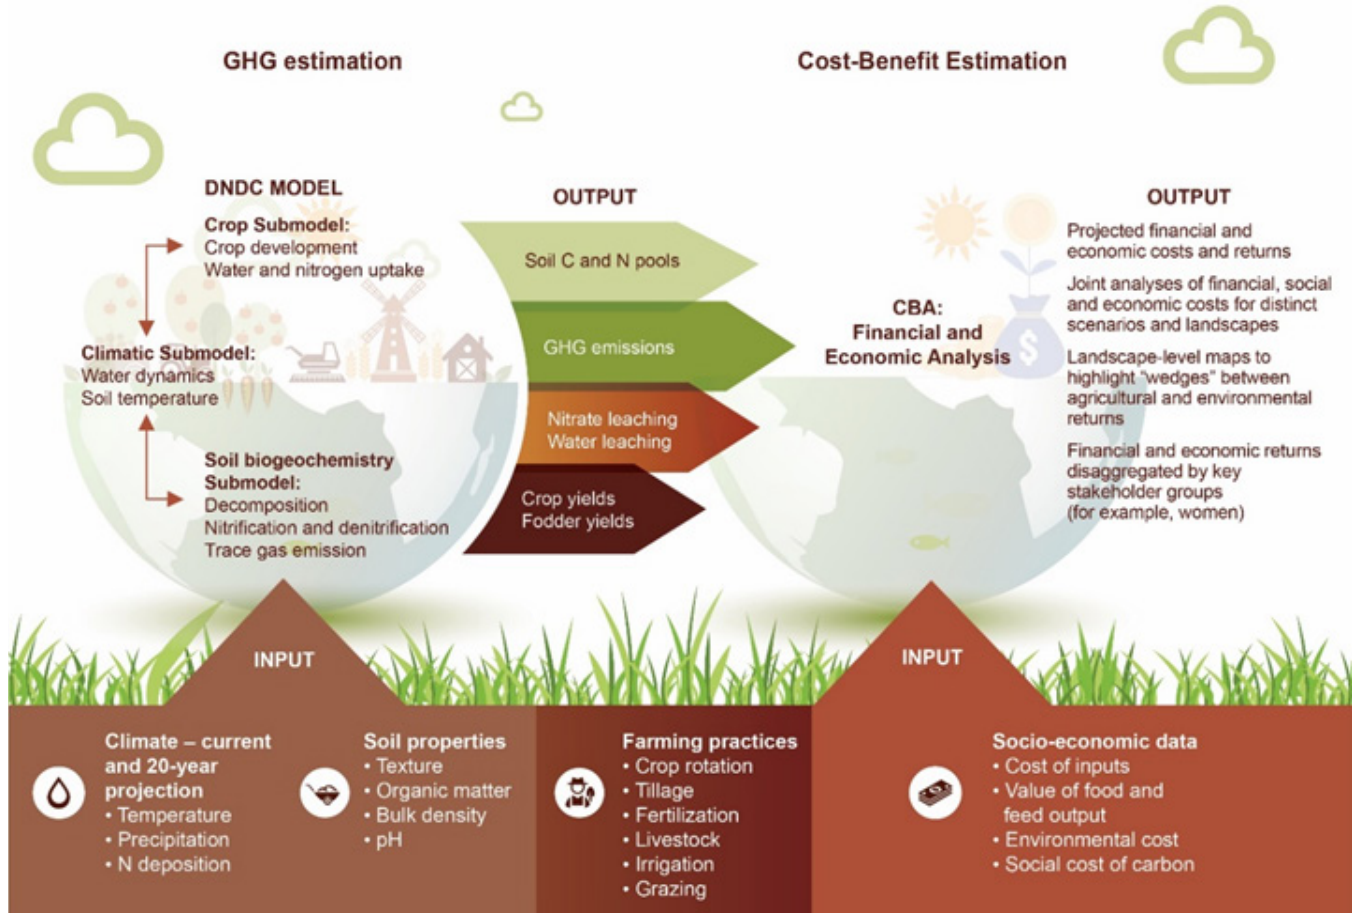 GHG estimation
Cost-Benefit Estimation
DNDC MODEL
Crop Submodel:
Crop development
Water and nitrogen uptake
Climatic Submodel:
Water dynamics
Soil temperature
Soil biogeochemistry
Submodel:
Decomposition
Nitrification and denitrification
Trace gas emission
OUTPUT
Soil C and N pools
GHG emissions
Nitrate leaching
Water leaching
Crop yields
Fodder yields
CBA:
Financial and
Economic Analysis
$
OUTPUT
Projected financial and
economic costs and returns
Joint analyses of financial, social
and economic costs for distinct
scenarios and landscapes
Landscape-level maps to
highlight “wedges” between
agricultural and environmental
returns
Financial and economic returns
disaggregated by key
stakeholder groups
(for example, women)
INPUT
INPUT
Climate – current
and 20-year
projection
• Temperature
• Precipitation
• N deposition
Soil properties
• Texture
• Organic matter
• Bulk density
• pH
Farming practices
• Crop rotation
• Tillage
• Fertilization
• Livestock
• Irrigation
• Grazing
Socio-economic data
• Cost of inputs
• Value of food and
feed output
• Environmental cost
• Social cost of carbon